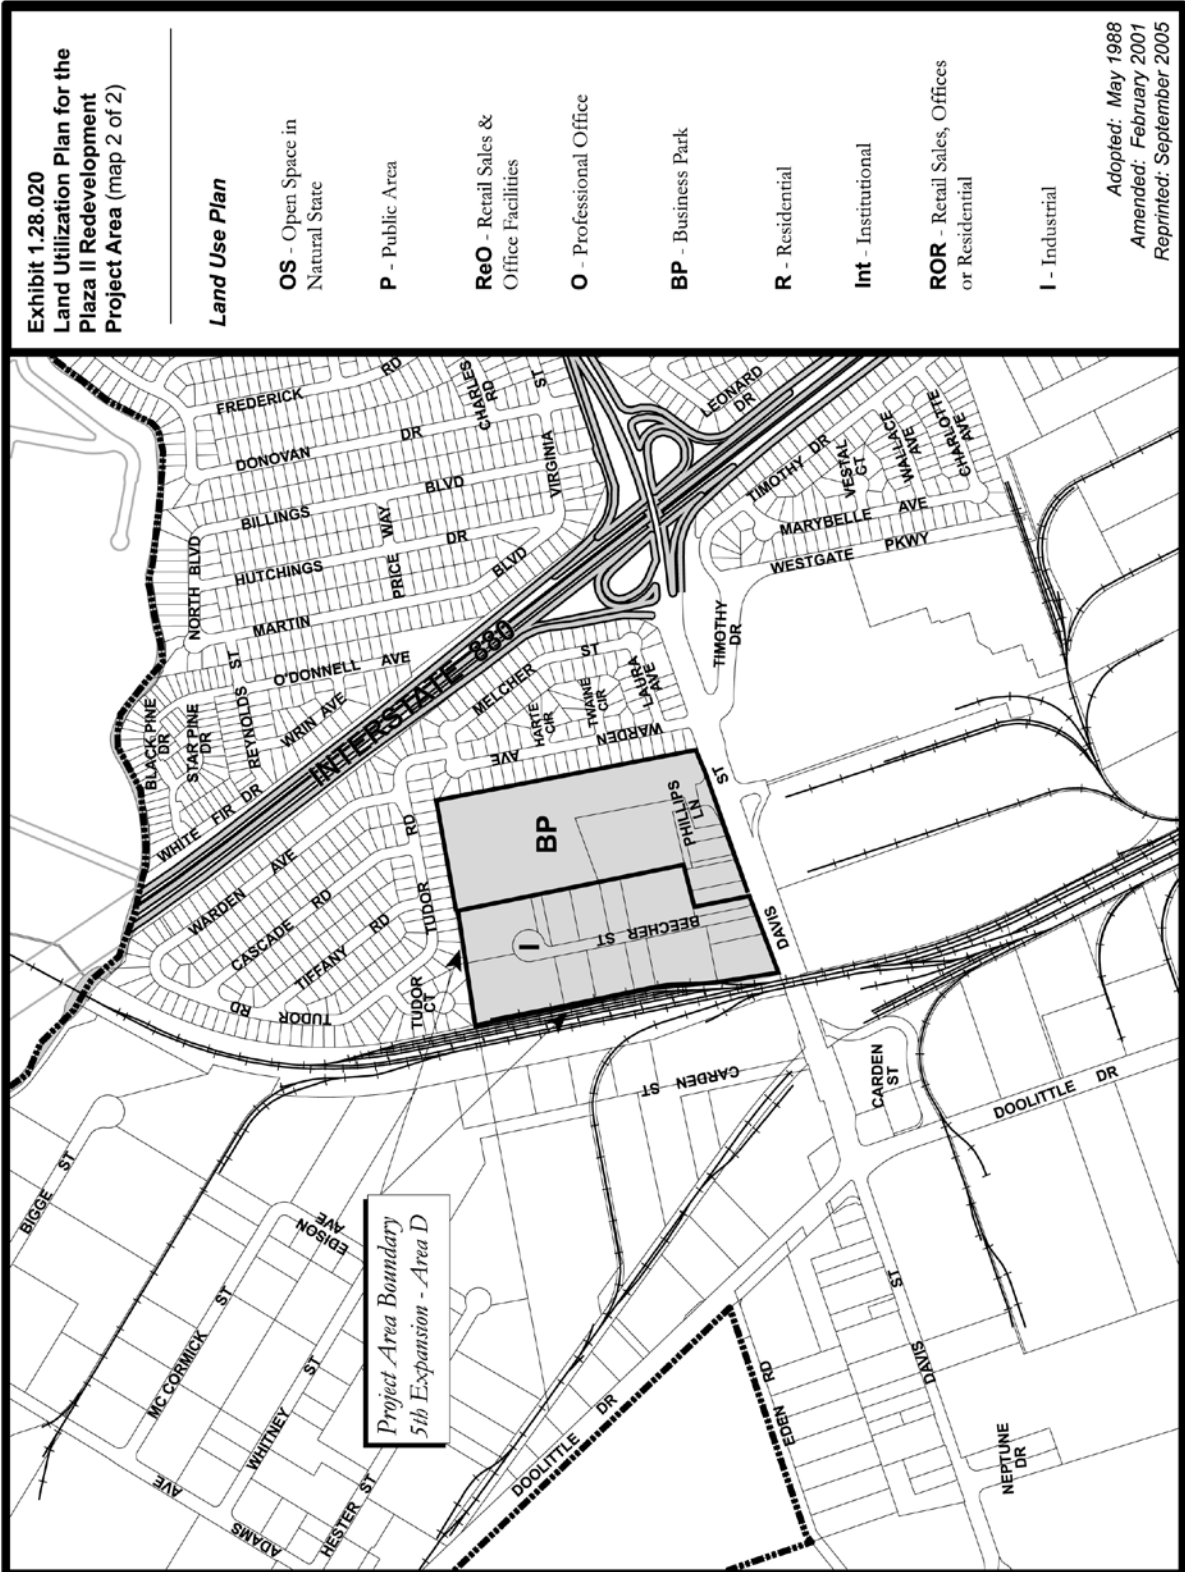 Exhibit 1.28.020
Land Utilization Plan for the
Plaza II Redevelopment
Project Area (map 2 of 2)
Land Use Plan
OS - Open Space in
Natural State
P - Public Area
ReO - Retail Sales &
Office Facilities
O - Professional Office
BP - Business Park
R - Residential
Int - Institutional
ROR - Retail Sales, Offices
or Residential
I - Industrial
Adopted: May 1988
Amended: February 2001
Reprinted: September 2005
FREDERICK RD
CHARLES
RD
DONOVAN DR
VIRGINIA ST
BILLINGS BLVD
NORTH BLVD
HUTCHINGS DR
PRICE WAY
MARTIN BLVD
O'DONNELL AVE
REYNOLDS ST
WRIN AVE
BLACK PINE
DR
STAR PINE
DR
WHITE FIR DR
INTERSTATE 880
LEONARD
DR
TIMOTHY DR
VESTAL
CT
WALLACE
AVE
CHARLOTTE
AVE
MARYBELLE AVE
WESTGATE PKWY
TIMOTHY
DR
MELCHER ST
HARTE
CIR
TWAINE
CIR
LAURA
AVE
WARDEN AVE
WARDEN AVE
CASCADE RD
TIFFANY RD
TUDOR RD
TUDOR RD
TUDOR
CT
BP
I
PHILLIPS
LN
BEECHER ST
DAVIS ST
CARDEN ST
CARDEN
ST
DOOLITTLE DR
BIGGE ST
EDISON
AVE
MC CORMICK ST
WHITNEY ST
HESTER ST
ADAMS AVE
Project Area Boundary
5th Expansion - Area D
DOOLITTLE DR
EDEN RD
DAVIS ST
NEPTUNE
DR